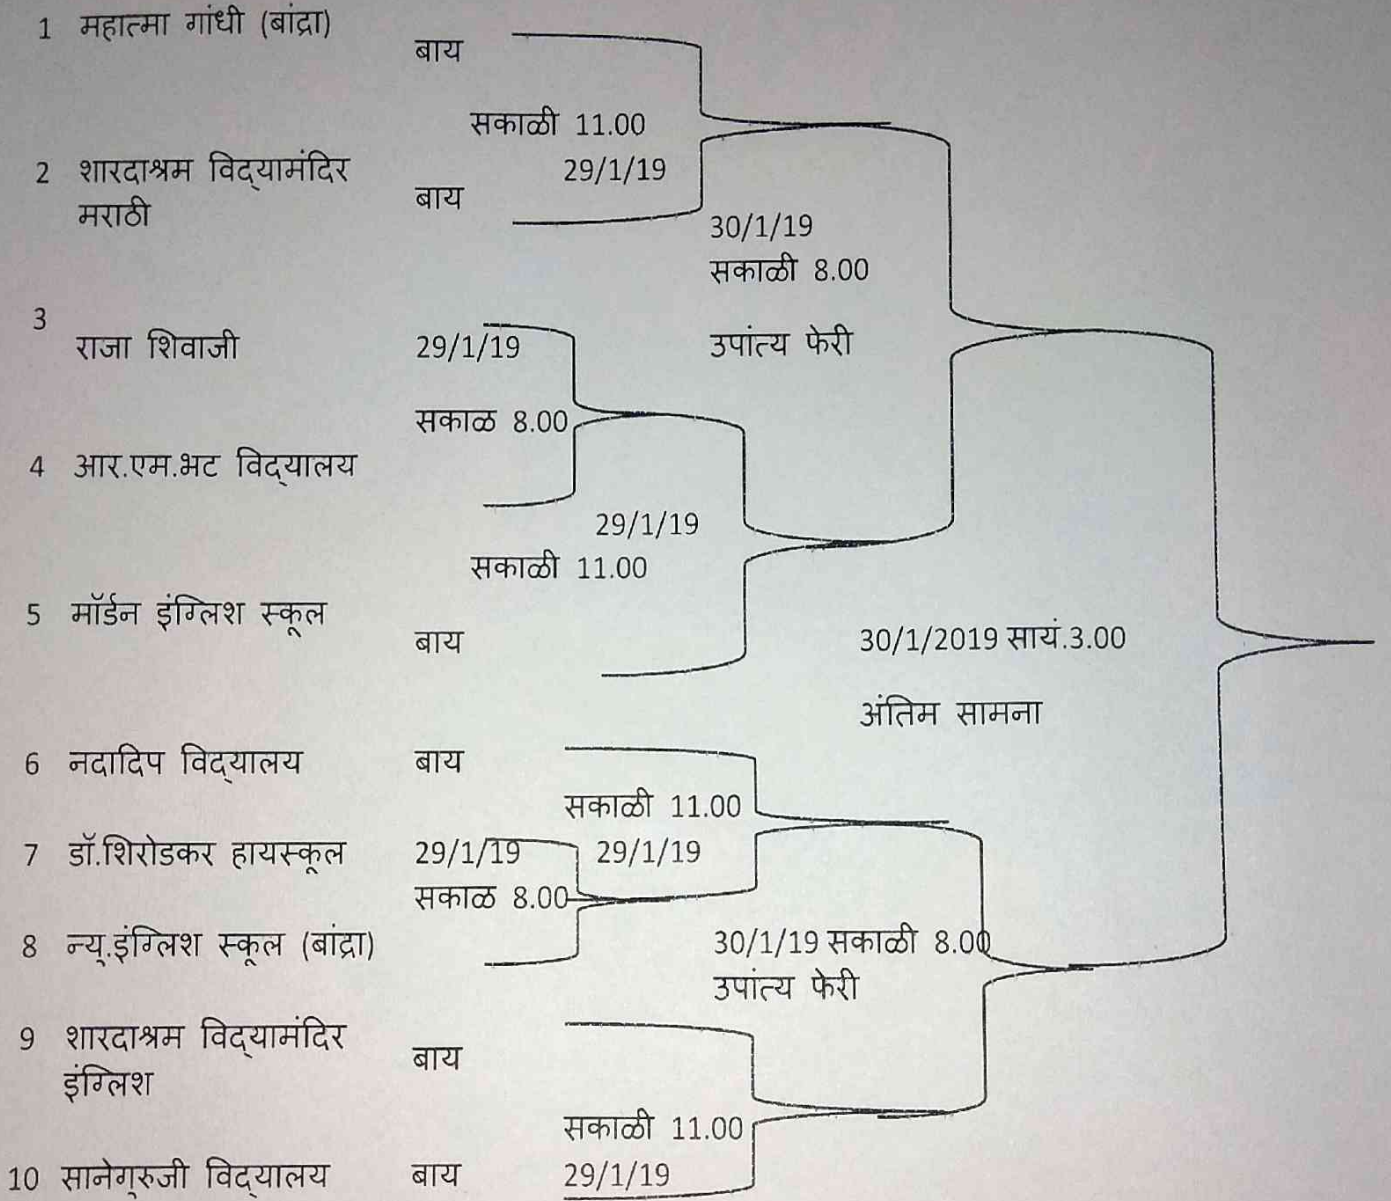 1 महात्मा गांधी (बांद्रा)
बाय
सकाळी 11.00
29/1/19
2 शारदाश्रम विद्यामंदिर
मराठी
बाय
30/1/19
सकाळी 8.00
उपांत्य फेरी
3
राजा शिवाजी
29/1/19
सकाळ 8.00
4 आर.एम.भट विद्यालय
29/1/19
सकाळी 11.00
5 मॉर्डन इंग्लिश स्कूल
बाय
30/1/2019 सायं.3.00
अंतिम सामना
6 नदादिप विद्यालय बाय
सकाळी 11.00
7 डॉ.शिरोडकर हायस्कूल 29/1/19 29/1/19
सकाळ 8.00
8 न्यू.इंग्लिश स्कूल (बांद्रा)
30/1/19 सकाळी 8.00
उपांत्य फेरी
9 शारदाश्रम विद्यामंदिर
इंग्लिश
बाय
सकाळी 11.00
10 सानेगुरुजी विद्यालय बाय 29/1/19